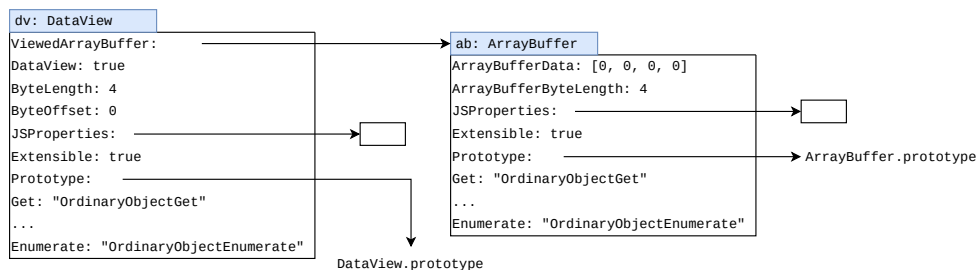 dv: DataView
ViewedArrayBuffer:
DataView: true
ByteLength: 4
ByteOffset: 0
JSProperties:
Extensible: true
Prototype:
Get: "OrdinaryObjectGet"
...
Enumerate: "OrdinaryObjectEnumerate"
DataView.prototype
ab: ArrayBuffer
ArrayBufferData: [0, 0, 0, 0]
ArrayBufferByteLength: 4
JSProperties:
Extensible: true
Prototype:
ArrayBuffer.prototype
Get: "OrdinaryObjectGet"
...
Enumerate: "OrdinaryObjectEnumerate"